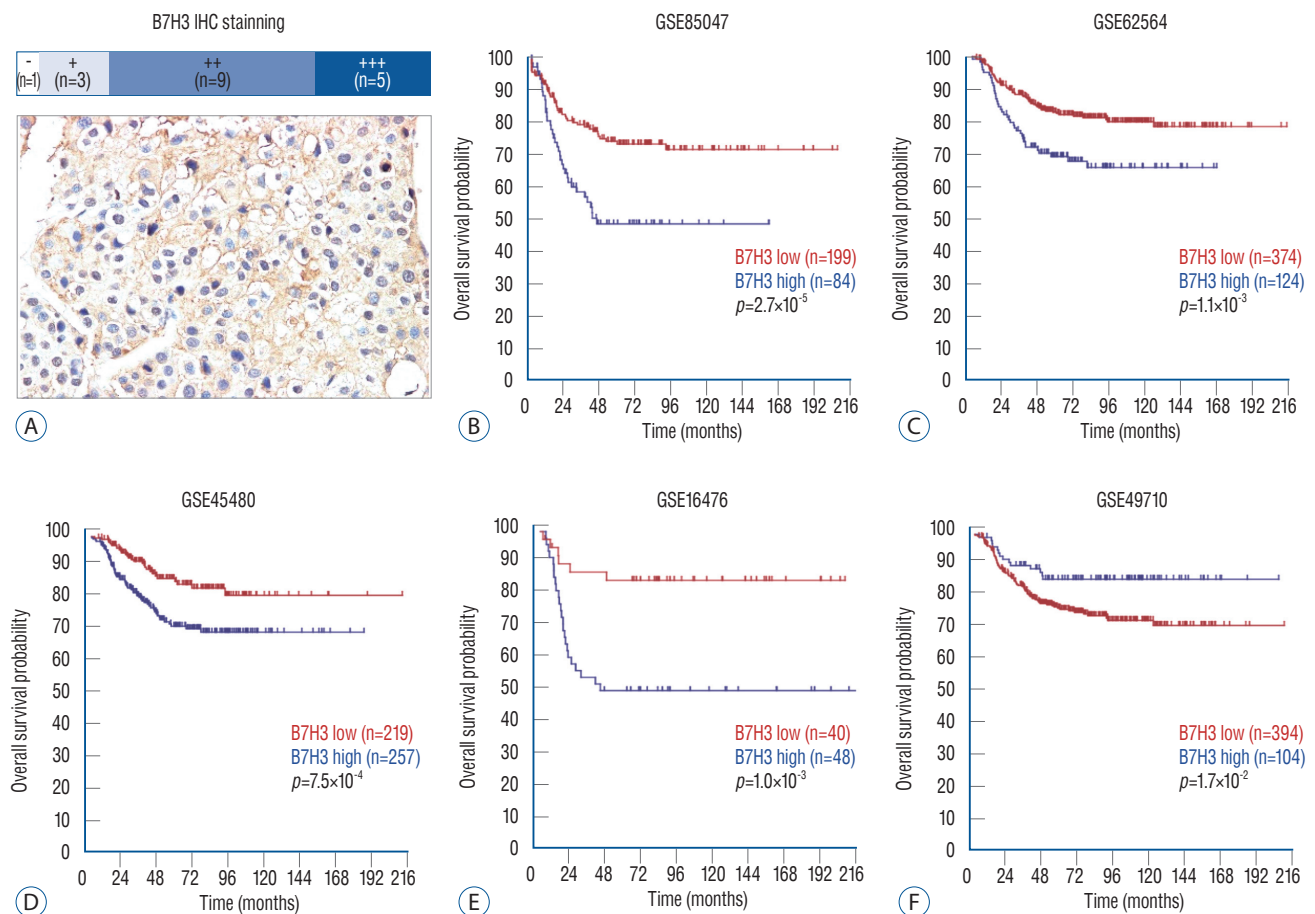 B7H3 IHC stainning
- + ++ +++
(n=1) (n=3) (n=9) (n=5)
A
GSE85047
Overall survival probability
100
90
80
70
60
50
40
30
20
10
0
B7H3 low (n=199)
B7H3 high (n=84)
p=2.7×10⁻⁵
0 24 48 72 96 120 144 168 192 216
Time (months)
B
GSE62564
Overall survival probability
100
90
80
70
60
50
40
30
20
10
0
B7H3 low (n=374)
B7H3 high (n=124)
p=1.1×10⁻³
0 24 48 72 96 120 144 168 192 216
Time (months)
C
GSE45480
Overall survival probability
100
90
80
70
60
50
40
30
20
10
0
B7H3 low (n=219)
B7H3 high (n=257)
p=7.5×10⁻⁴
0 24 48 72 96 120 144 168 192 216
Time (months)
D
GSE16476
Overall survival probability
100
90
80
70
60
50
40
30
20
10
0
B7H3 low (n=40)
B7H3 high (n=48)
p=1.0×10⁻³
0 24 48 72 96 120 144 168 192 216
Time (months)
E
GSE49710
Overall survival probability
100
90
80
70
60
50
40
30
20
10
0
B7H3 low (n=394)
B7H3 high (n=104)
p=1.7×10⁻²
0 24 48 72 96 120 144 168 192 216
Time (months)
F